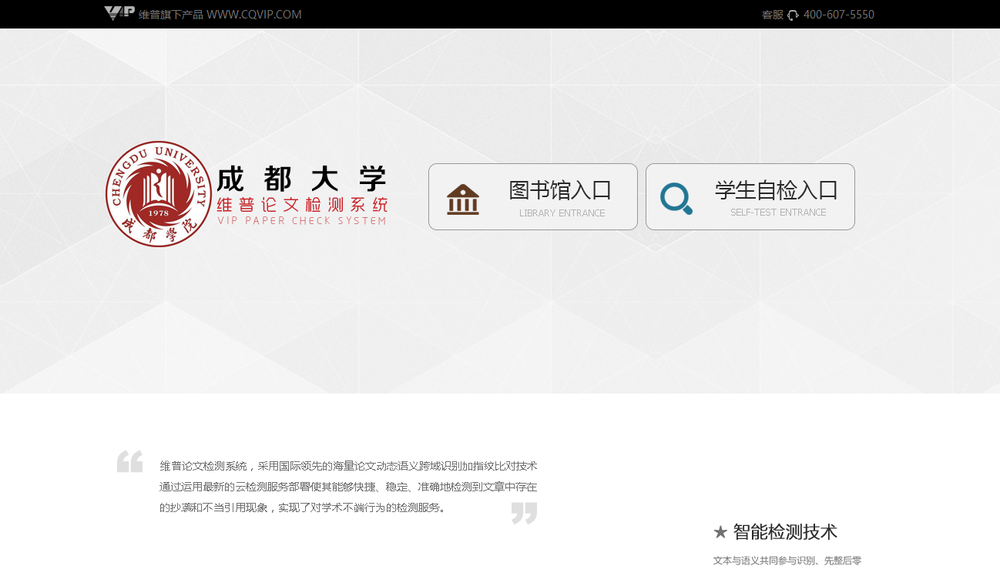 VIP 维普旗下产品 WWW.CQVIP.COM
客服 400-607-5550
CHENGDU UNIVERSITY
1978
成都学院
成都大学
维普论文检测系统
VIP PAPER CHECK SYSTEM
图书馆入口
LIBRARY ENTRANCE
学生自检入口
SELF-TEST ENTRANCE
维普论文检测系统，采用国际领先的海量论文动态语义跨域识别加指纹比对技术
通过运用最新的云检测服务部署使其能够快捷、稳定、准确地检测到文章中存在
的抄袭和不当引用现象，实现了对学术不端行为的检测服务。
★ 智能检测技术
文本与语义共同参与识别、先整后零